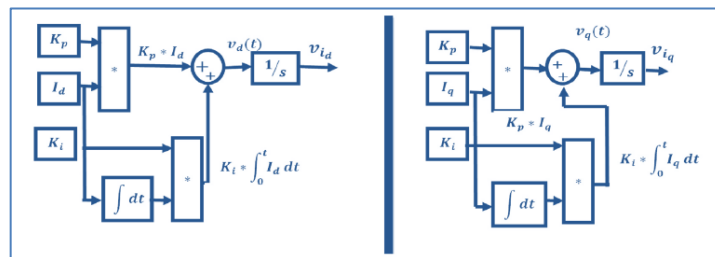 K_p
*
K_p * I_d
+
+
v_d(t)
1/s
v_{i_d}
I_d
K_i
∫ dt
*
K_i * ∫_0^t I_d dt
K_p
*
+
+
v_q(t)
1/s
v_{i_q}
I_q
K_p * I_q
K_i
∫ dt
*
K_i * ∫_0^t I_q dt